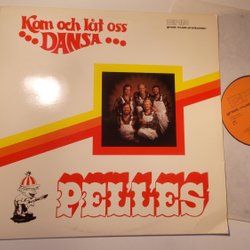 Kom och låt oss
... DANSA ...
PELLES